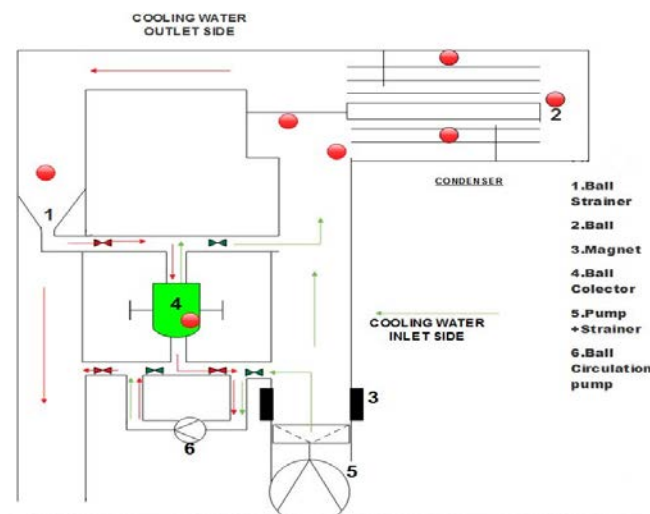 COOLING WATER
OUTLET SIDE
2
CONDENSER
1
4
COOLING WATER
INLET SIDE
3
5
6
1.Ball
Strainer
2.Ball
3.Magnet
4.Ball
Colector
5.Pump
+Strainer
6.Ball
Circulation
pump